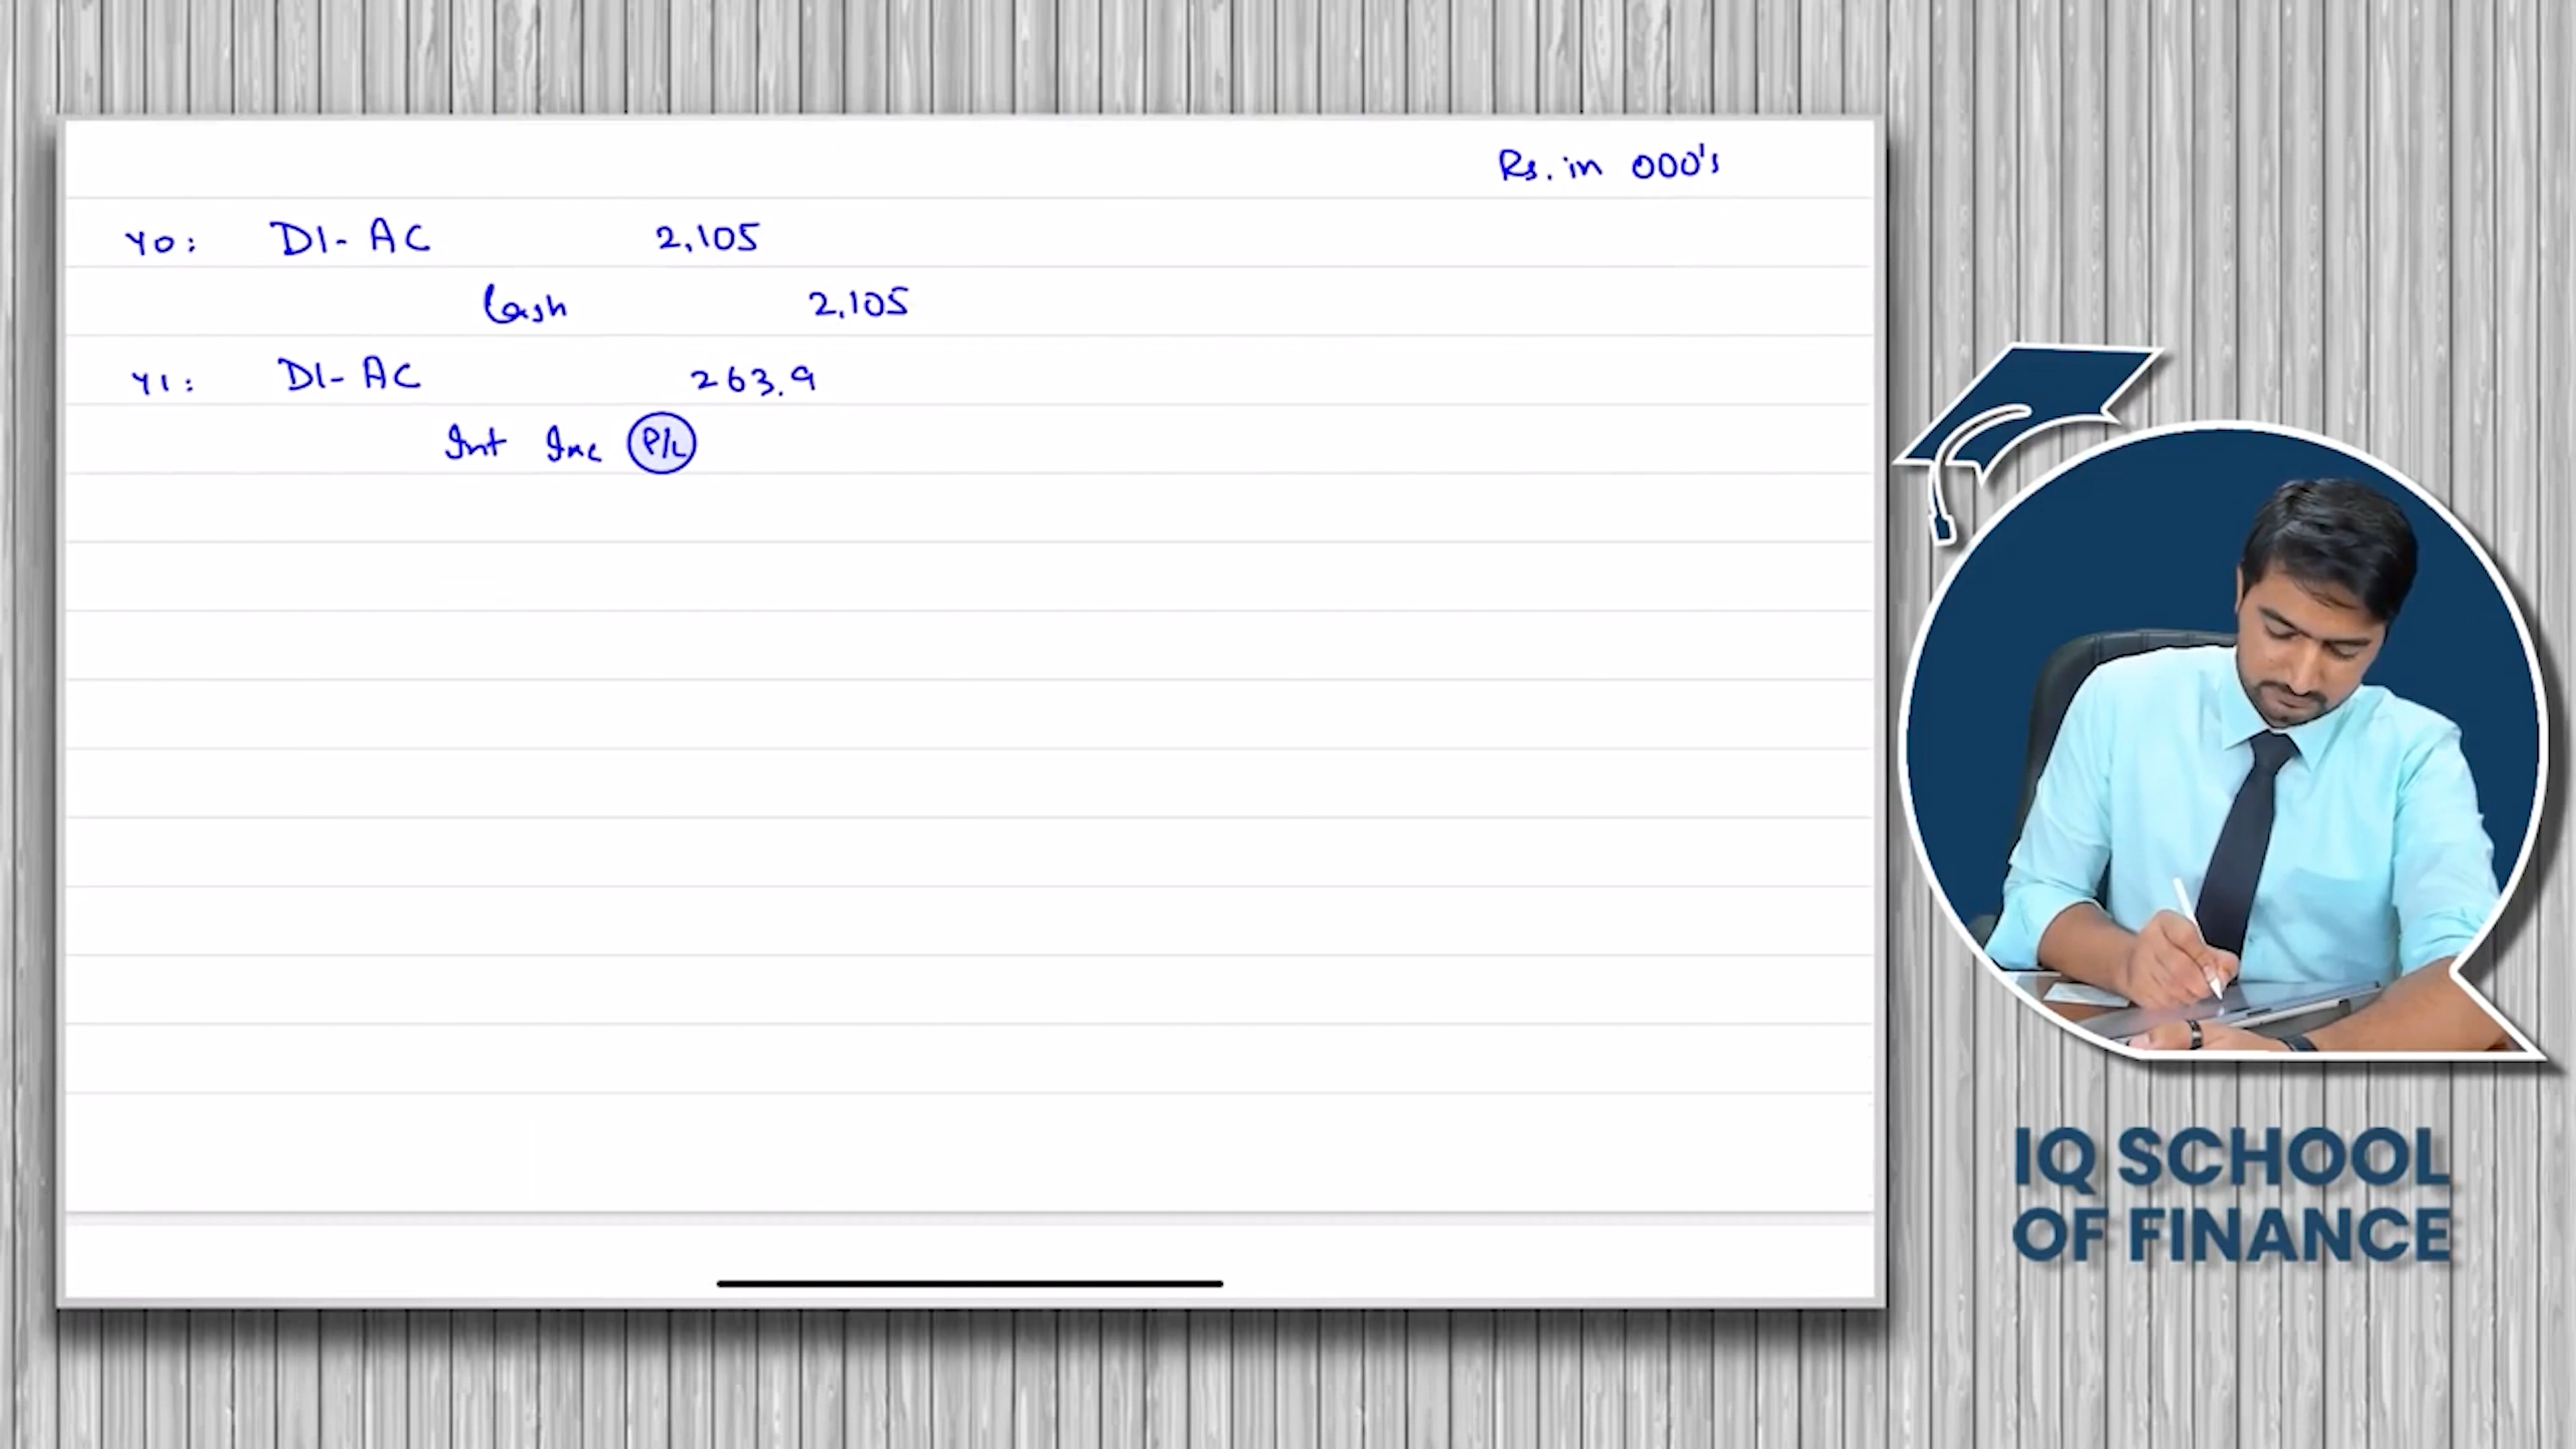 Rs. in 000's
Y0: DI- AC 2,105
Cash 2,105
Y1: DI- AC 263.9
Int Inc P/L
IQ SCHOOL
OF FINANCE